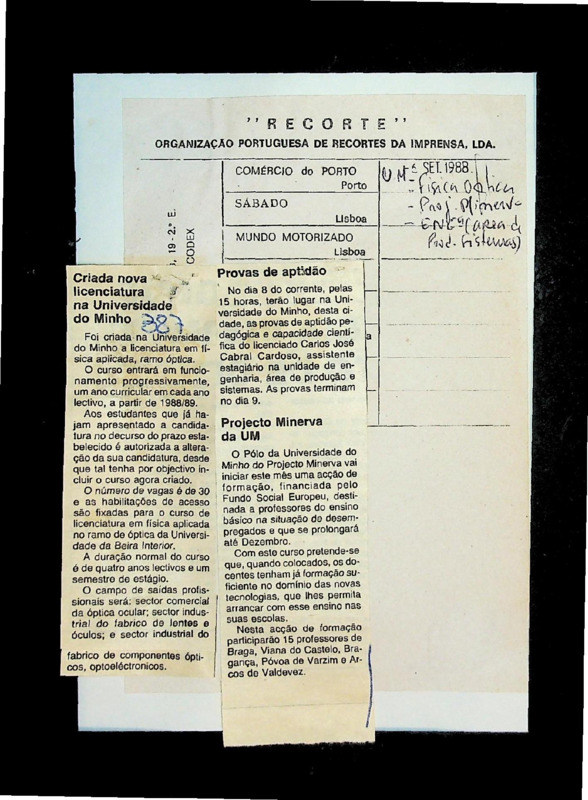 "RECORTE"
ORGANIZAÇÃO PORTUGUESA DE RECORTES DA IMPRENSA, LDA.
COMÉRCIO do PORTO
Porto
SÁBADO
Lisboa
MUNDO MOTORIZADO
Lisboa
SET. 1988
UM - Física Optica
- Proj. Minerva
- ENGª (area de
Prod. Sistemas)
19 - 2.º E.
CODEX
Criada nova
licenciatura
na Universidade
do Minho
387
Foi criada na Universidade
do Minho a licenciatura em fí-
sica aplicada, ramo óptica.
O curso entrará em funcio-
namento progressivamente,
um ano curricular em cada ano
lectivo, a partir de 1988/89.
Aos estudantes que já ha-
jam apresentado a candida-
tura no decurso do prazo esta-
belecido é autorizada a altera-
ção da sua candidatura, desde
que tal tenha por objectivo in-
cluir o curso agora criado.
O número de vagas é de 30
e as habilitações de acesso
são fixadas para o curso de
licenciatura em física aplicada
no ramo de óptica da Universi-
dade da Beira Interior.
A duração normal do curso
é de quatro anos lectivos e um
semestre de estágio.
O campo de saídas profis-
sionais será: sector comercial
da óptica ocular; sector indus-
trial do fabrico de lentes e
óculos; e sector industrial do
fabrico de componentes ópti-
cos, optoeléctronicos.
Provas de aptidão
No dia 8 do corrente, pelas
15 horas, terão lugar na Uni-
versidade do Minho, desta ci-
dade, as provas de aptidão pe-
dagógica e capacidade cientí-
fica do licenciado Carlos José
Cabral Cardoso, assistente
estagiário na unidade de en-
genharia, área de produção e
sistemas. As provas terminam
no dia 9.
Projecto Minerva
da UM
O Pólo da Universidade do
Minho do Projecto Minerva vai
iniciar este mês uma acção de
formação, financiada pelo
Fundo Social Europeu, desti-
nada a professores do ensino
básico na situação de desem-
pregados e que se prolongará
até Dezembro.
Com este curso pretende-se
que, quando colocados, os do-
centes tenham já formação su-
ficiente no domínio das novas
tecnologias, que lhes permita
arrancar com esse ensino nas
suas escolas.
Nesta acção de formação
participarão 15 professores de
Braga, Viana do Castelo, Bra-
gança, Póvoa de Varzim e Ar-
cos de Valdevez.